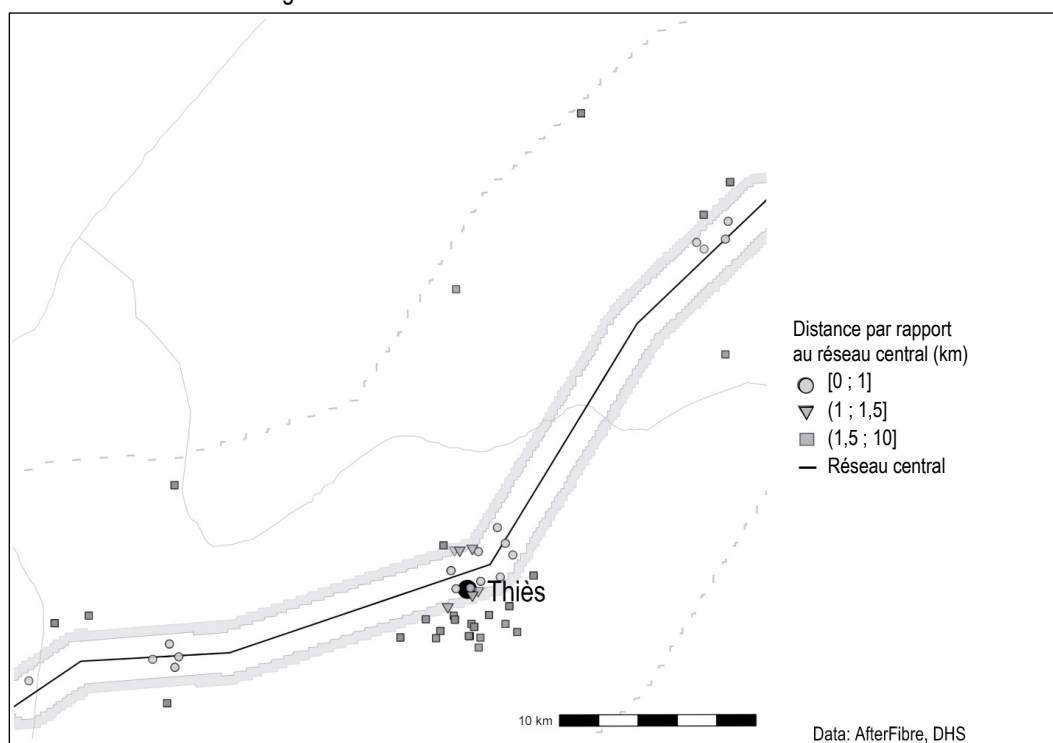 Thiès
Distance par rapport
au réseau central (km)
[0 ; 1]
(1 ; 1,5]
(1,5 ; 10]
Réseau central
10 km
Data: AfterFibre, DHS